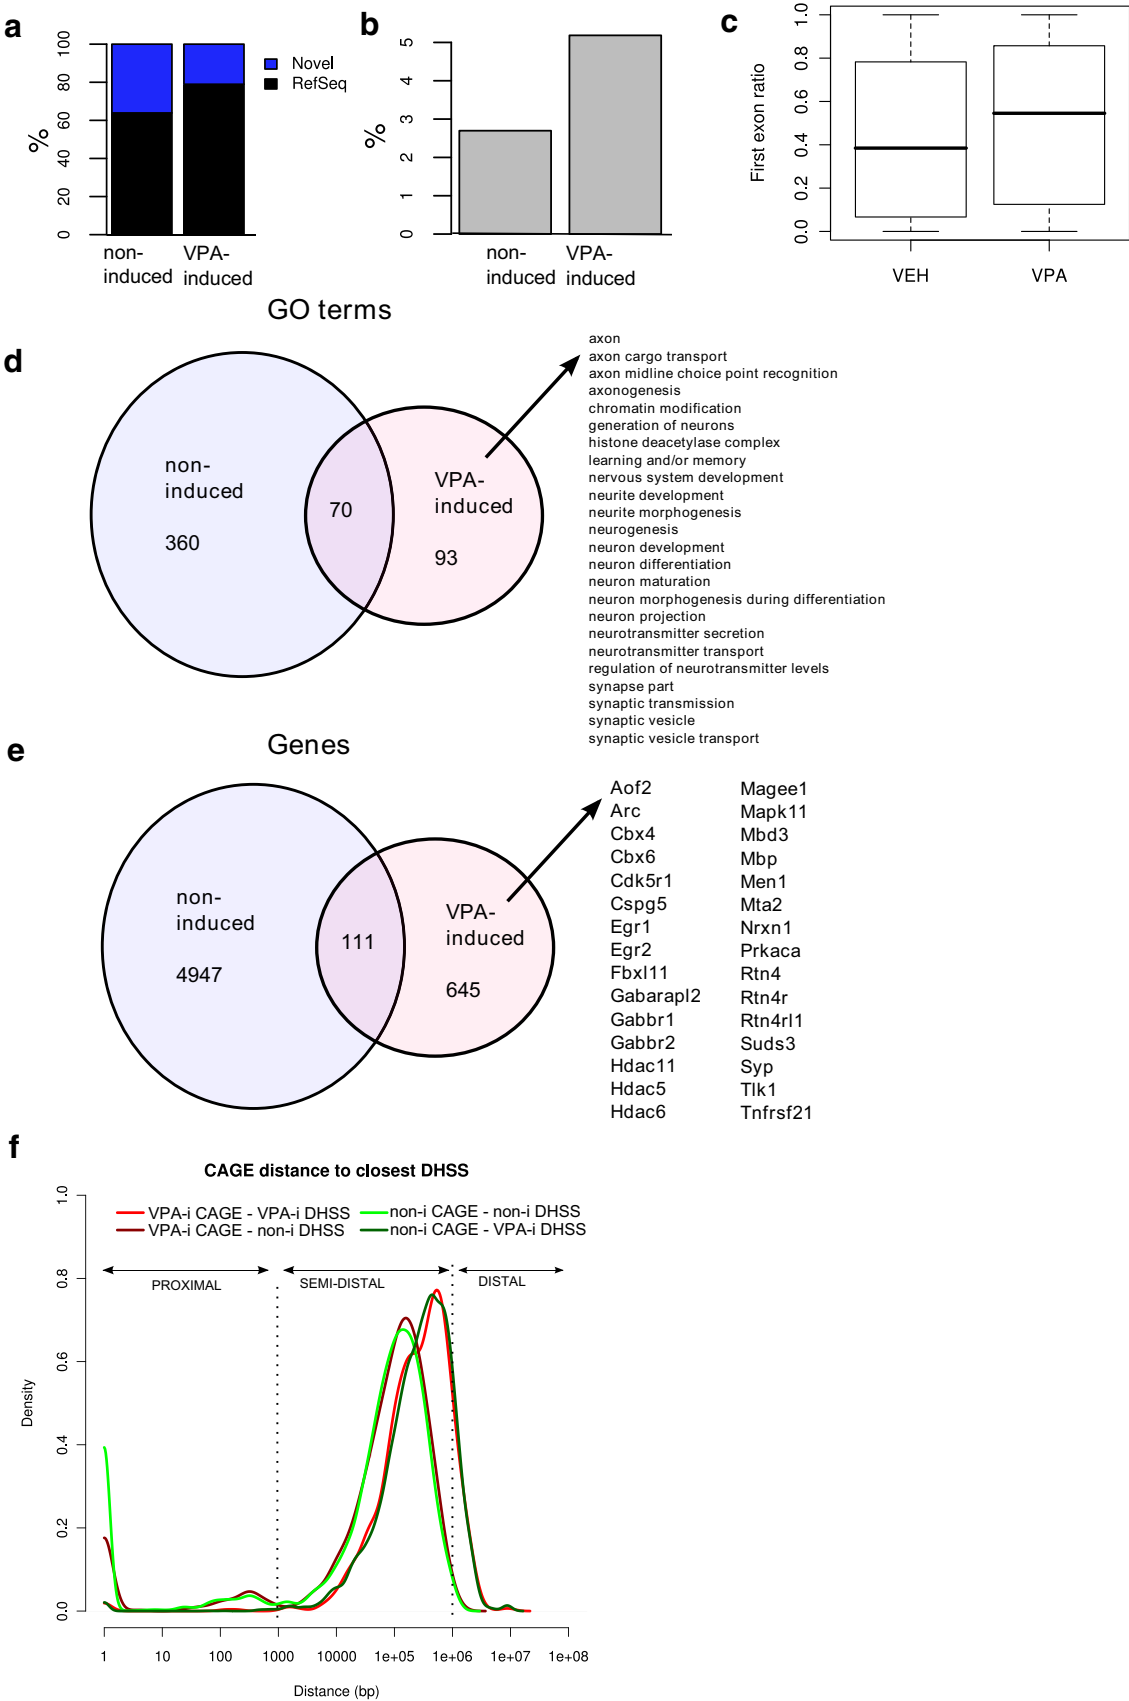 a
%
0
20
40
60
80
100
non-
induced
VPA-
induced
Novel
RefSeq
b
%
0
1
2
3
4
5
non-
induced
VPA-
induced
c
First exon ratio
0.0
0.2
0.4
0.6
0.8
1.0
VEH
VPA
GO terms
d
non-
induced
360
70
VPA-
induced
93
axon
axon cargo transport
axon midline choice point recognition
axonogenesis
chromatin modification
generation of neurons
histone deacetylase complex
learning and/or memory
nervous system development
neurite development
neurite morphogenesis
neurogenesis
neuron development
neuron differentiation
neuron maturation
neuron morphogenesis during differentiation
neuron projection
neurotransmitter secretion
neurotransmitter transport
regulation of neurotransmitter levels
synapse part
synaptic transmission
synaptic vesicle
synaptic vesicle transport
e
Genes
non-
induced
4947
111
VPA-
induced
645
Aof2
Arc
Cbx4
Cbx6
Cdk5r1
Cspg5
Egr1
Egr2
Fbxl11
Gabarapl2
Gabbr1
Gabbr2
Hdac11
Hdac5
Hdac6
Magee1
Mapk11
Mbd3
Mbp
Men1
Mta2
Nrxn1
Prkaca
Rtn4
Rtn4r
Rtn4rl1
Suds3
Syp
Tlk1
Tnfrsf21
f
CAGE distance to closest DHSS
VPA-i CAGE - VPA-i DHSS
VPA-i CAGE - non-i DHSS
non-i CAGE - non-i DHSS
non-i CAGE - VPA-i DHSS
PROXIMAL
SEMI-DISTAL
DISTAL
Density
0.0
0.2
0.4
0.6
0.8
1.0
1
10
100
1000
10000
1e+05
1e+06
1e+07
1e+08
Distance (bp)